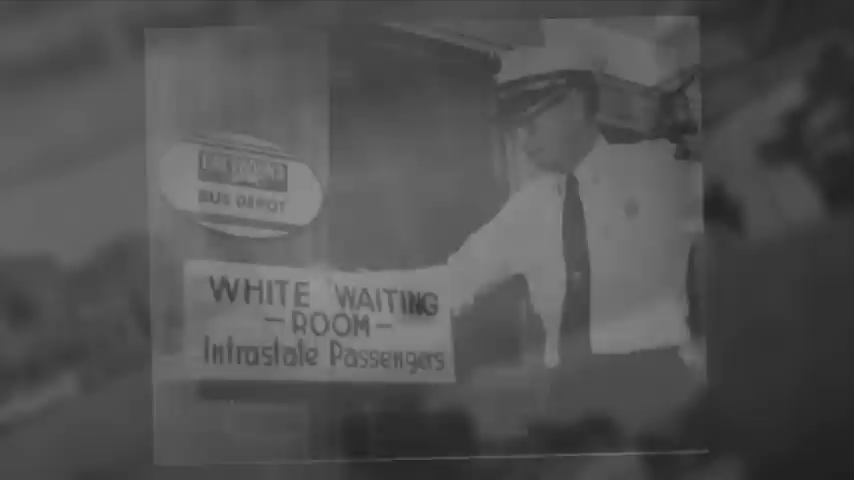 BUS DEPOT
WHITE WAITING
-ROOM-
Intrastate Passengers